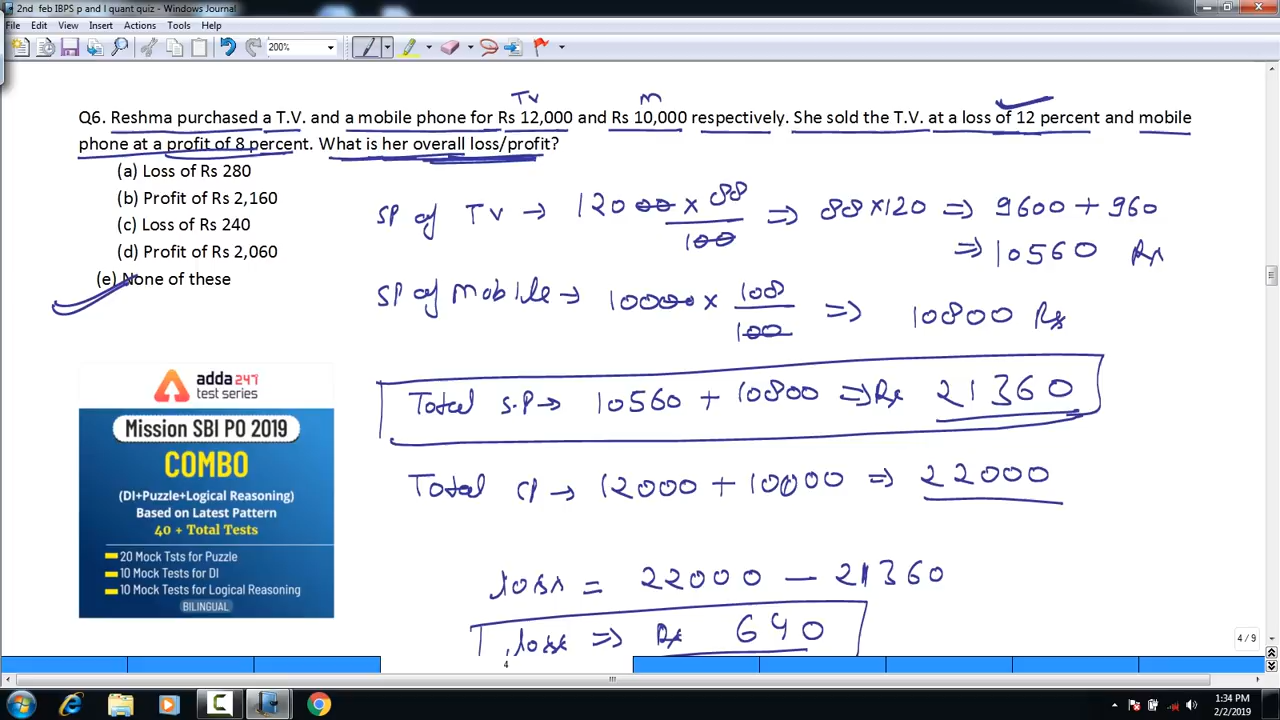 2nd feb IBPS p and I quant quiz - Windows Journal
File Edit View Insert Actions Tools Help
200%
TV m
Q6. Reshma purchased a T.V. and a mobile phone for Rs 12,000 and Rs 10,000 respectively. She sold the T.V. at a loss of 12 percent and mobile
phone at a profit of 8 percent. What is her overall loss/profit?
(a) Loss of Rs 280
(b) Profit of Rs 2,160
(c) Loss of Rs 240
(d) Profit of Rs 2,060
(e) None of these
SP of TV → 12000 × 88/100 ⇒ 88×120 ⇒ 9600 + 960
⇒ 10560 Rs
SP of mobile → 10000 × 108/100 ⇒ 10800 Rs
Total S.P → 10560 + 10800 ⇒ Rs 21360
Total CP → 12000 + 10000 ⇒ 22000
loss = 22000 − 21360
loss ⇒ Rs 640
adda247
test series
Mission SBI PO 2019
COMBO
(DI+Puzzle+Logical Reasoning)
Based on Latest Pattern
40 + Total Tests
20 Mock Tsts for Puzzle
10 Mock Tests for DI
10 Mock Tests for Logical Reasoning
BILINGUAL
4 / 9
4
1:34 PM
2/2/2019